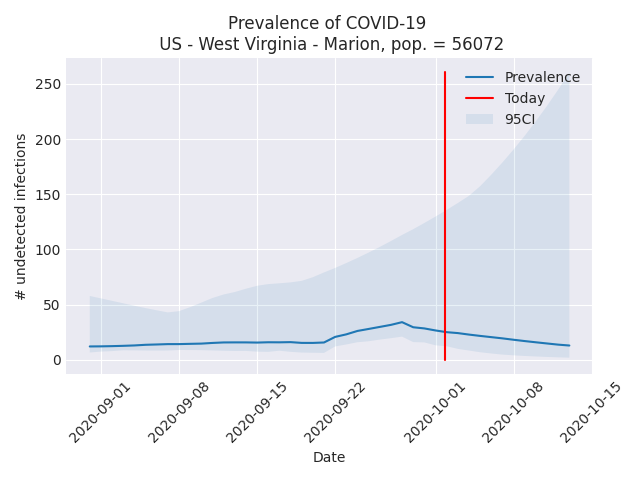 Prevalence of COVID-19
US - West Virginia - Marion, pop. = 56072
Prevalence
Today
95CI
# undetected infections
250
200
150
100
50
0
2020-09-01
2020-09-08
2020-09-15
2020-09-22
2020-10-01
2020-10-08
2020-10-15
Date